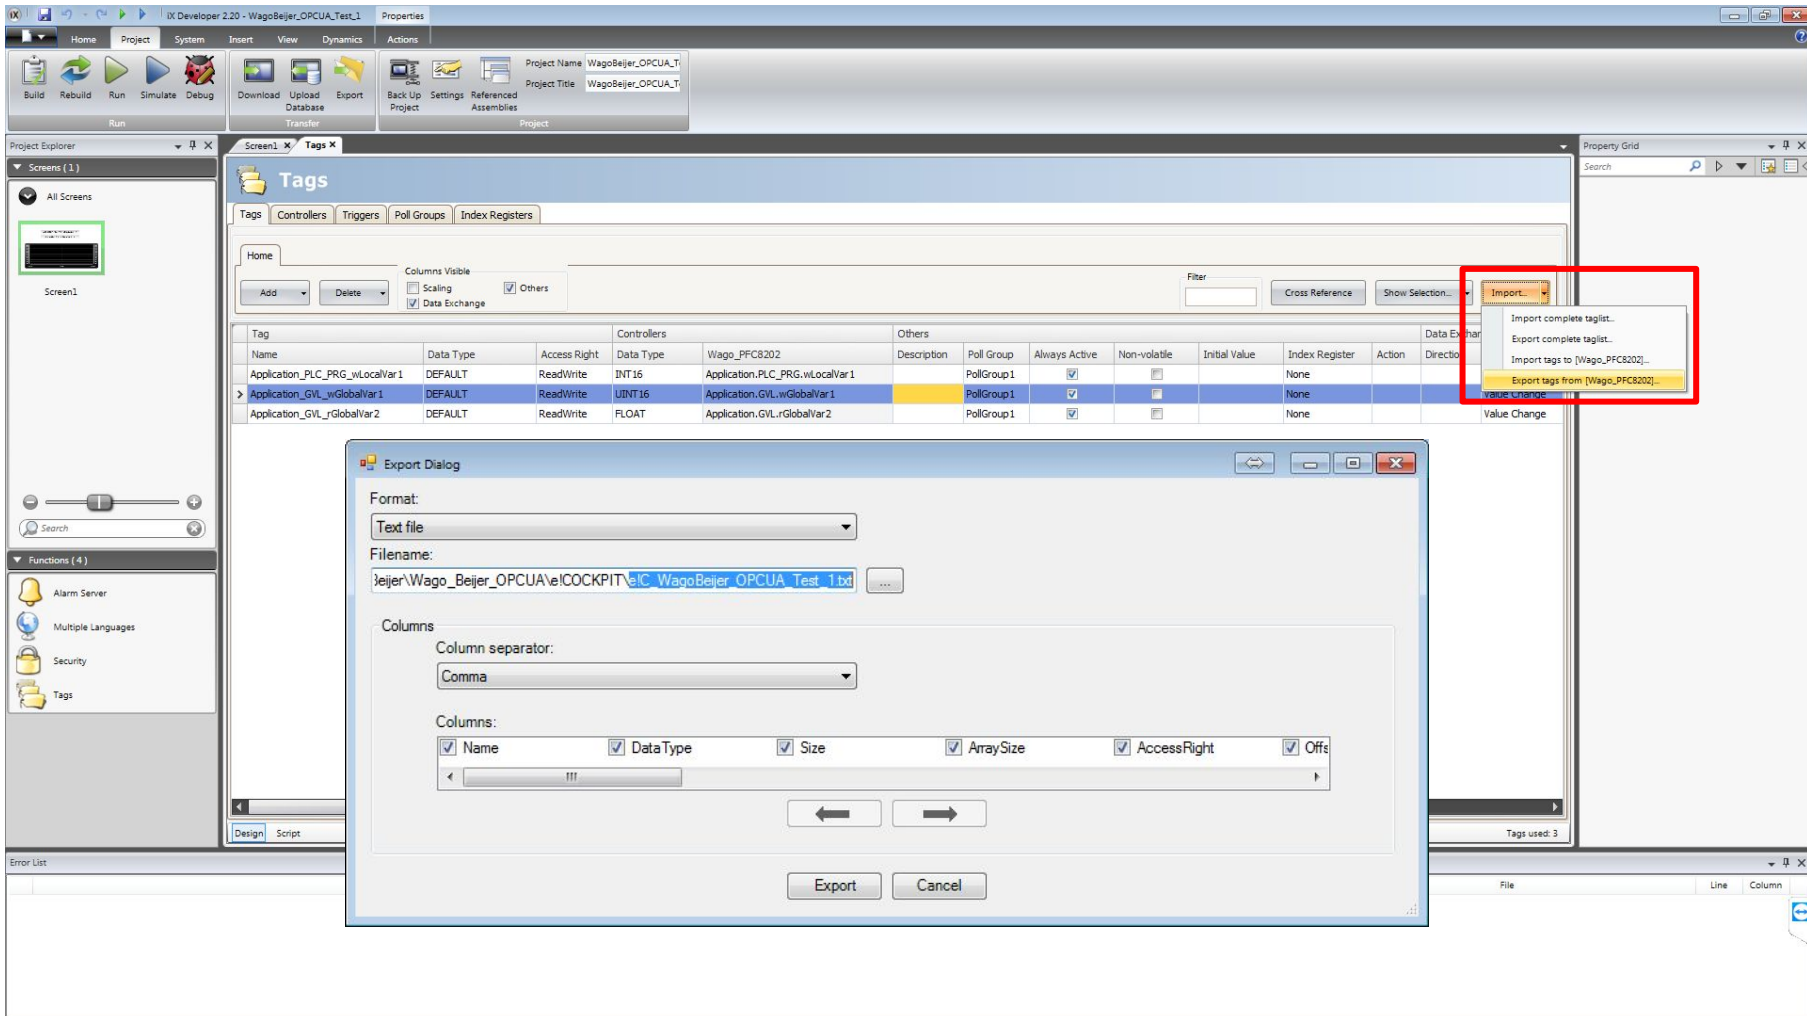 iX Developer 2.20 - WagoBeijer_OPCUA_Test_1
Properties
Home
Project
System
Insert
View
Dynamics
Actions
Build
Rebuild
Run
Simulate
Debug
Run
Download
Upload Database
Export
Transfer
Back Up Project
Settings
Referenced Assemblies
Project Name WagoBeijer_OPCUA_T
Project Title WagoBeijer_OPCUA_T
Project
Project Explorer
Screens (1)
All Screens
Screen1
Search
Functions (4)
Alarm Server
Multiple Languages
Security
Tags
Screen1
Tags
Tags
Tags
Controllers
Triggers
Poll Groups
Index Registers
Home
Add
Delete
Columns Visible
Scaling
Others
Data Exchange
Filter
Cross Reference
Show Selection...
Import...
Import complete taglist...
Export complete taglist...
Import tags to [Wago_PFC8202]...
Export tags from [Wago_PFC8202]...
Tag Controllers Others Data Exchan
Name Data Type Access Right Data Type Wago_PFC8202 Description Poll Group Always Active Non-volatile Initial Value Index Register Action Directio
Application_PLC_PRG_wLocalVar1 DEFAULT ReadWrite INT16 Application.PLC_PRG.wLocalVar1 PollGroup1 None
Application_GVL_wGlobalVar1 DEFAULT ReadWrite UINT16 Application.GVL.wGlobalVar1 PollGroup1 None Value Change
Application_GVL_rGlobalVar2 DEFAULT ReadWrite FLOAT Application.GVL.rGlobalVar2 PollGroup1 None Value Change
Export Dialog
Format:
Text file
Filename:
Beijer\Wago_Beijer_OPCUA\e!COCKPIT\e!C_WagoBeijer_OPCUA_Test_1.txt
...
Columns
Column separator:
Comma
Columns:
Name DataType Size ArraySize AccessRight Offs
Export
Cancel
Design
Script
Tags used: 3
Property Grid
Search
Error List
File
Line
Column